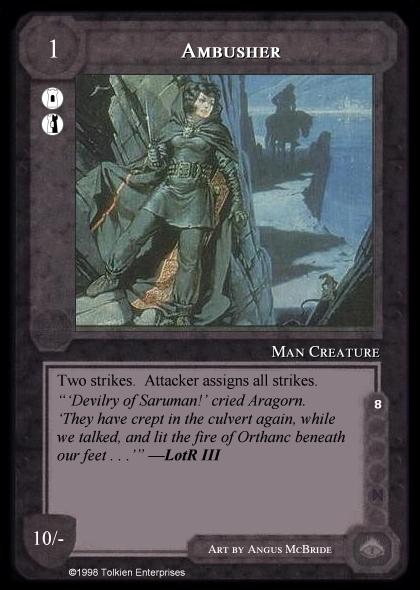 1
AMBUSHER
MAN CREATURE
Two strikes. Attacker assigns all strikes.
“‘Devilry of Saruman!’ cried Aragorn.
‘They have crept in the culvert again, while
we talked, and lit the fire of Orthanc beneath
our feet . . .’” —LotR III
8
10/-
ART BY ANGUS MCBRIDE
©1998 Tolkien Enterprises